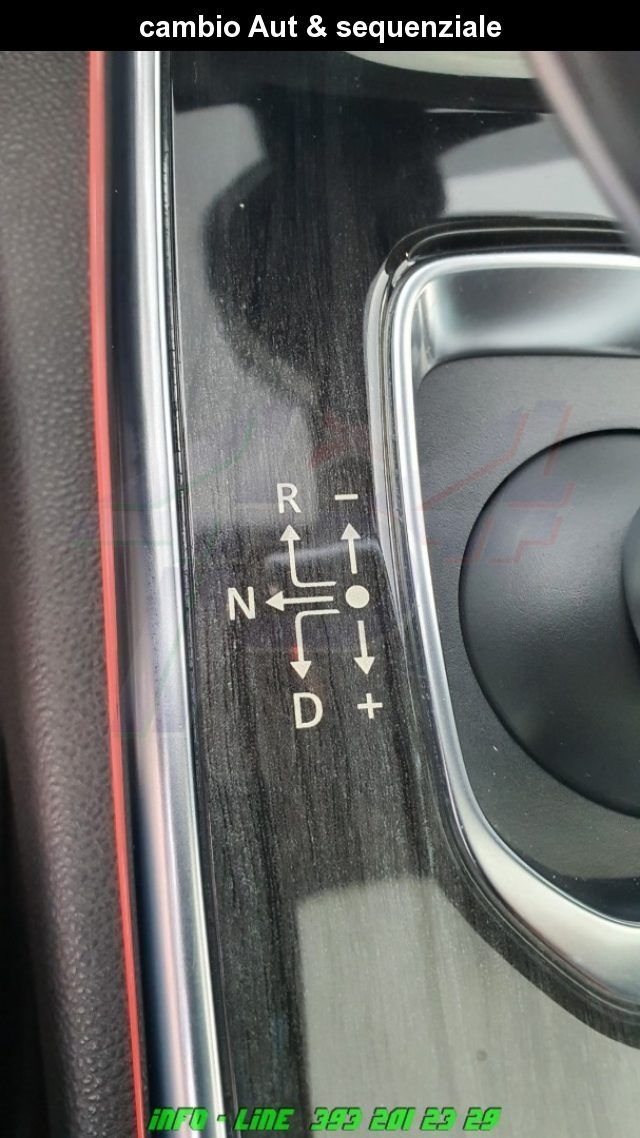 cambio Aut & sequenziale
R −
N
D +
iNFO - LiNE 393 201 23 29